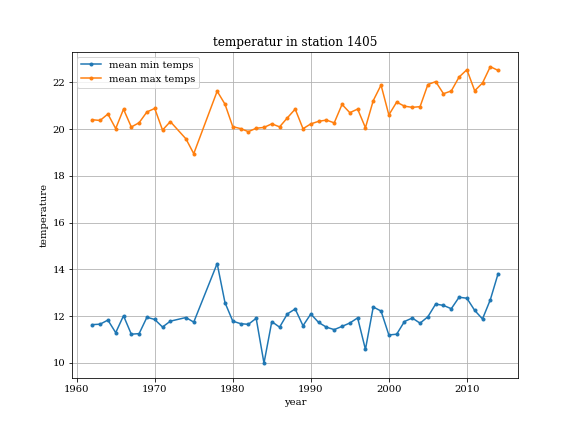 temperatur in station 1405
mean min temps
mean max temps
temperature
22
20
18
16
14
12
10
1960
1970
1980
1990
2000
2010
year